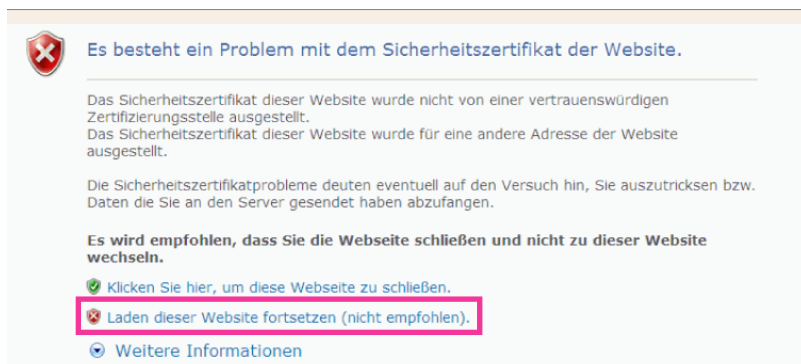 Es besteht ein Problem mit dem Sicherheitszertifikat der Website.
Das Sicherheitszertifikat dieser Website wurde nicht von einer vertrauenswürdigen
Zertifizierungsstelle ausgestellt.
Das Sicherheitszertifikat dieser Website wurde für eine andere Adresse der Website
ausgestellt.
Die Sicherheitszertifikatprobleme deuten eventuell auf den Versuch hin, Sie auszutricksen bzw.
Daten die Sie an den Server gesendet haben abzufangen.
Es wird empfohlen, dass Sie die Webseite schließen und nicht zu dieser Website
wechseln.
Klicken Sie hier, um diese Webseite zu schließen.
Laden dieser Website fortsetzen (nicht empfohlen).
Weitere Informationen